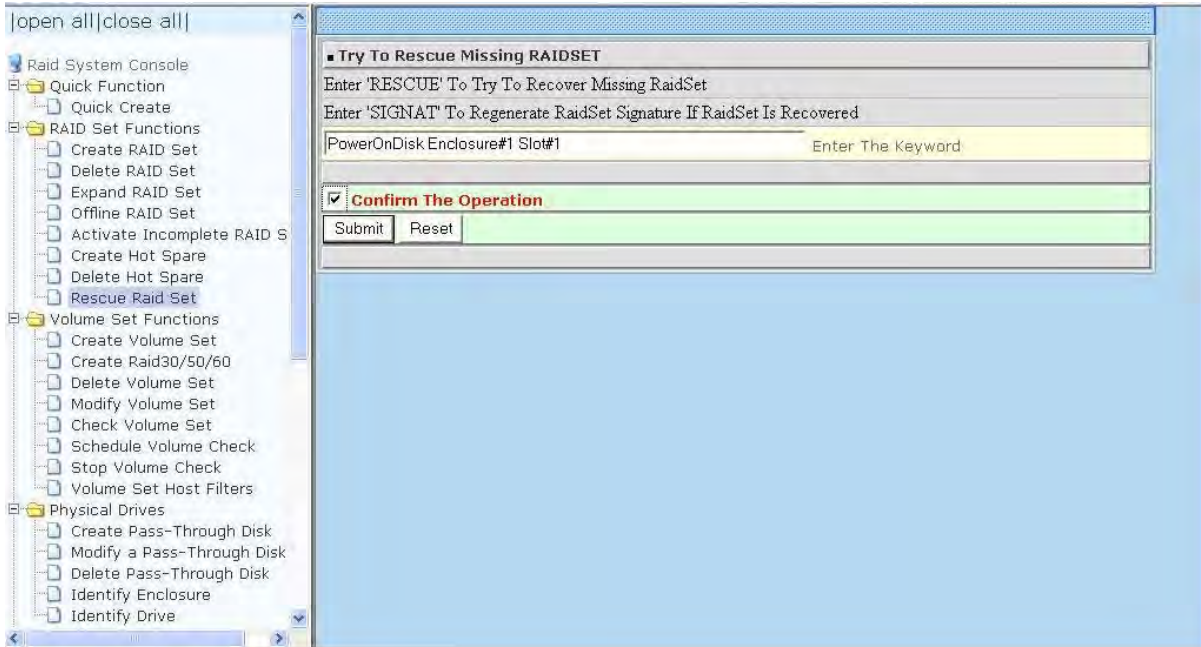 |open all|close all|
Raid System Console
Quick Function
Quick Create
RAID Set Functions
Create RAID Set
Delete RAID Set
Expand RAID Set
Offline RAID Set
Activate Incomplete RAID S
Create Hot Spare
Delete Hot Spare
Rescue Raid Set
Volume Set Functions
Create Volume Set
Create Raid30/50/60
Delete Volume Set
Modify Volume Set
Check Volume Set
Schedule Volume Check
Stop Volume Check
Volume Set Host Filters
Physical Drives
Create Pass-Through Disk
Modify a Pass-Through Disk
Delete Pass-Through Disk
Identify Enclosure
Identify Drive
Try To Rescue Missing RAIDSET
Enter 'RESCUE' To Try To Recover Missing RaidSet
Enter 'SIGNAT' To Regenerate RaidSet Signature If RaidSet Is Recovered
PowerOnDisk Enclosure#1 Slot#1 Enter The Keyword
Confirm The Operation
Submit Reset